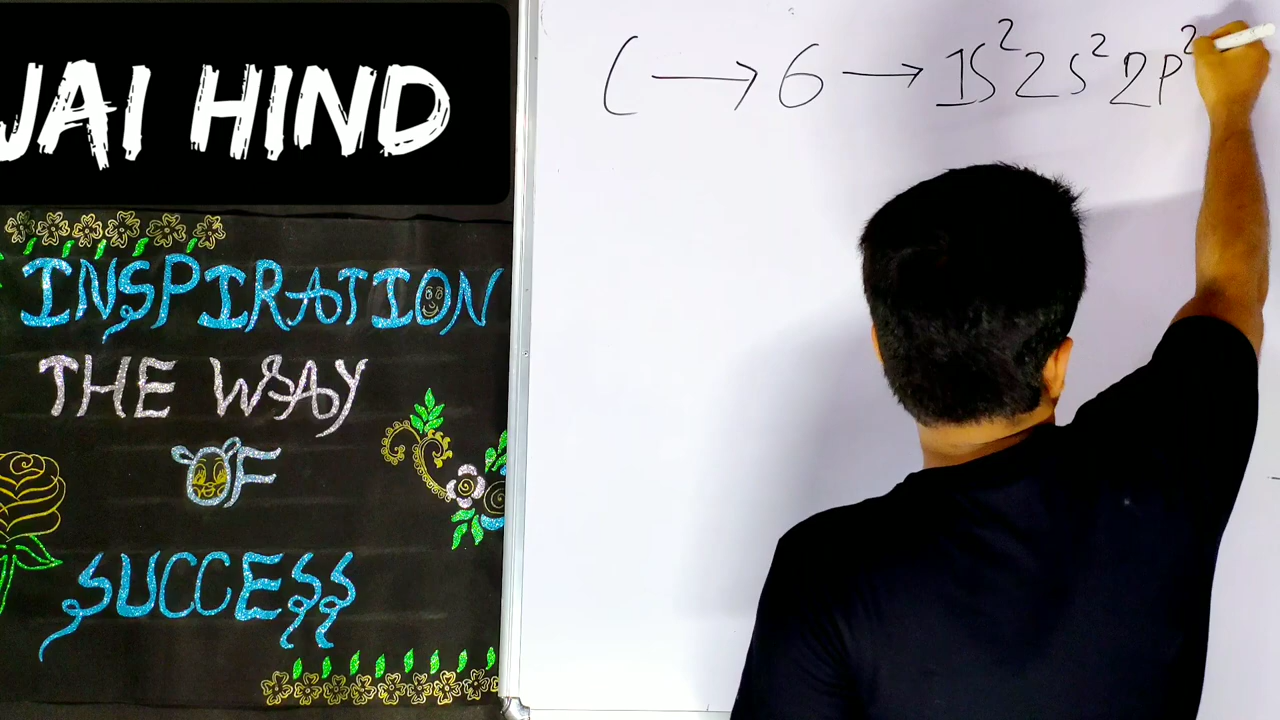 JAI HIND
INSPIRATION
THE WAY
OF
SUCCESS
C → 6 → 1S² 2S² 2P²